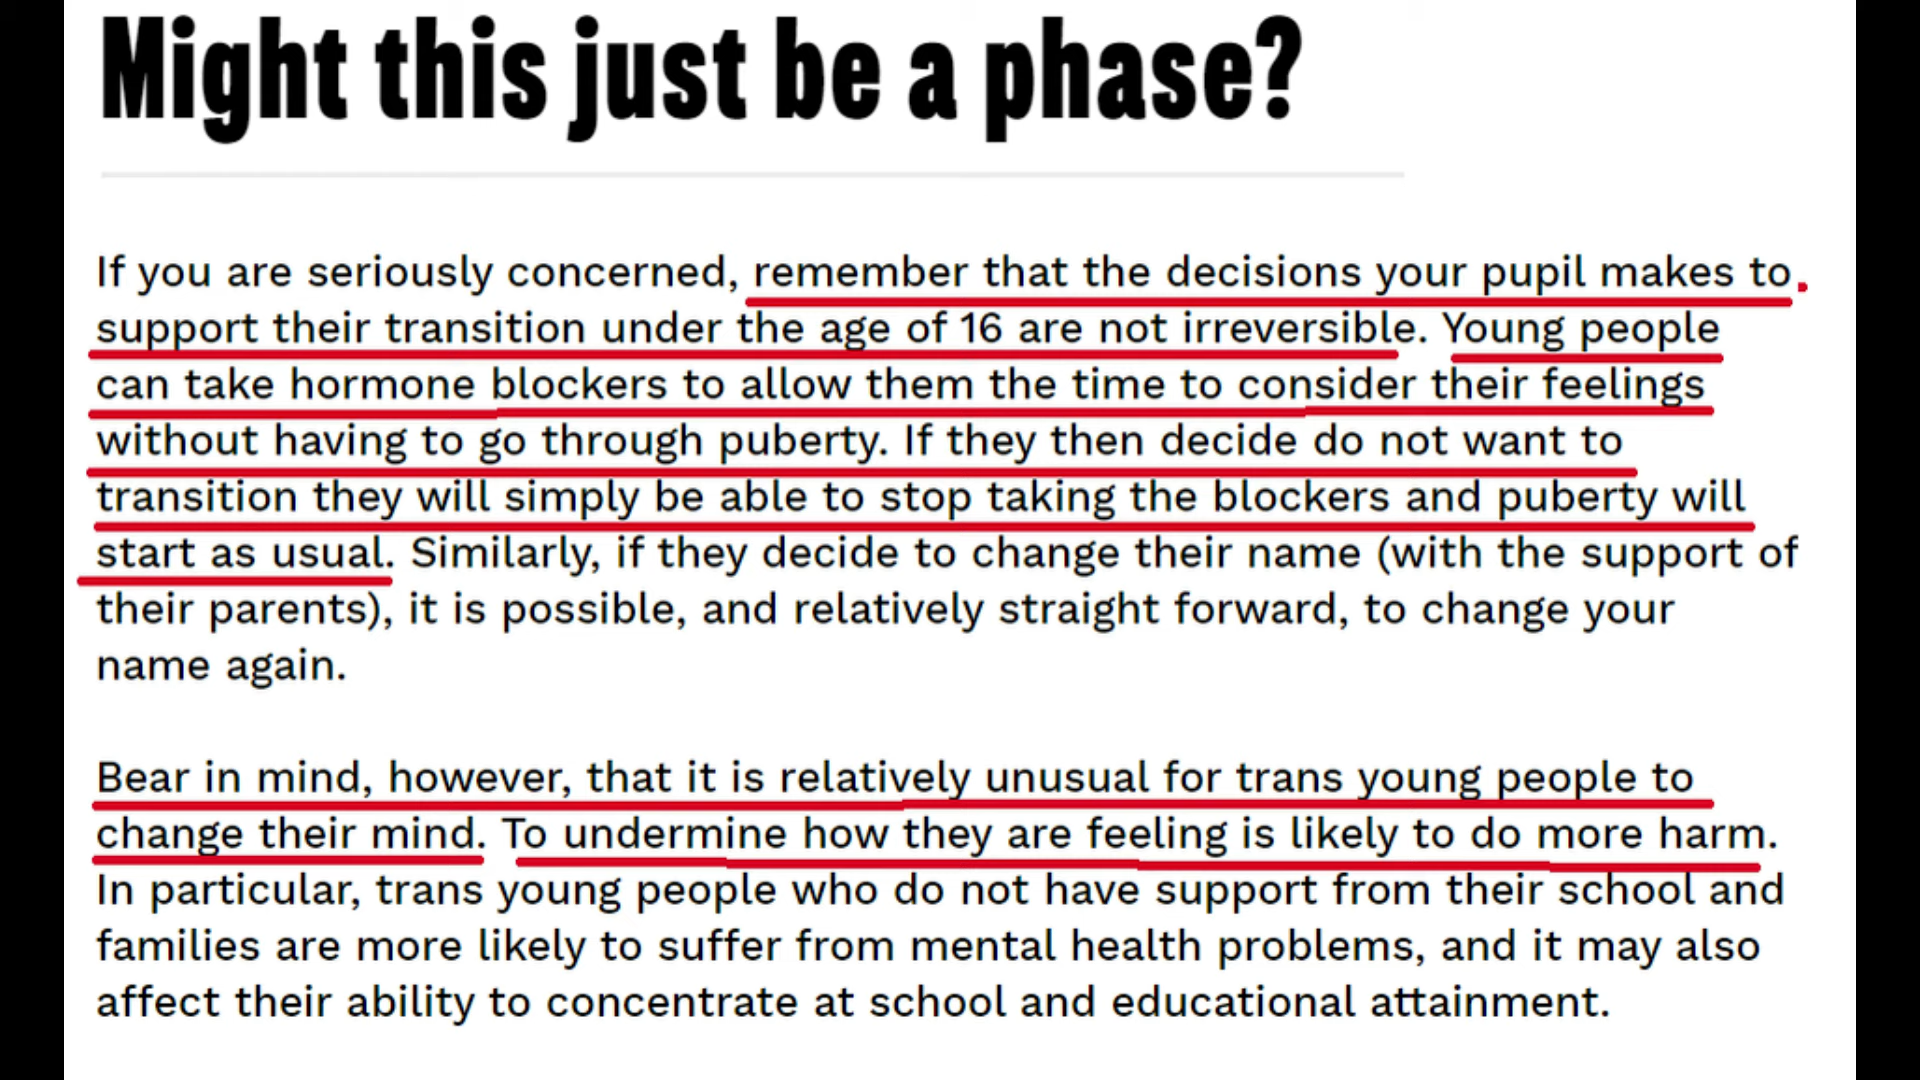 Might this just be a phase?
If you are seriously concerned, remember that the decisions your pupil makes to
support their transition under the age of 16 are not irreversible. Young people
can take hormone blockers to allow them the time to consider their feelings
without having to go through puberty. If they then decide do not want to
transition they will simply be able to stop taking the blockers and puberty will
start as usual. Similarly, if they decide to change their name (with the support of
their parents), it is possible, and relatively straight forward, to change your
name again.
Bear in mind, however, that it is relatively unusual for trans young people to
change their mind. To undermine how they are feeling is likely to do more harm.
In particular, trans young people who do not have support from their school and
families are more likely to suffer from mental health problems, and it may also
affect their ability to concentrate at school and educational attainment.